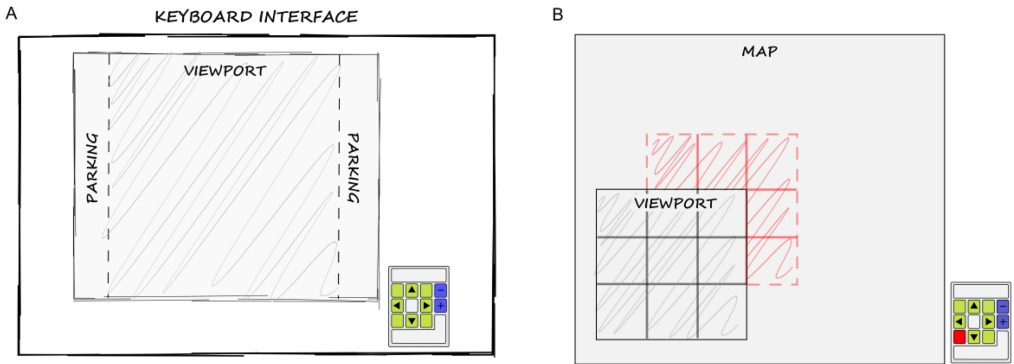 A
KEYBOARD INTERFACE
VIEWPORT
PARKING
PARKING
−
+
B
MAP
VIEWPORT
−
+